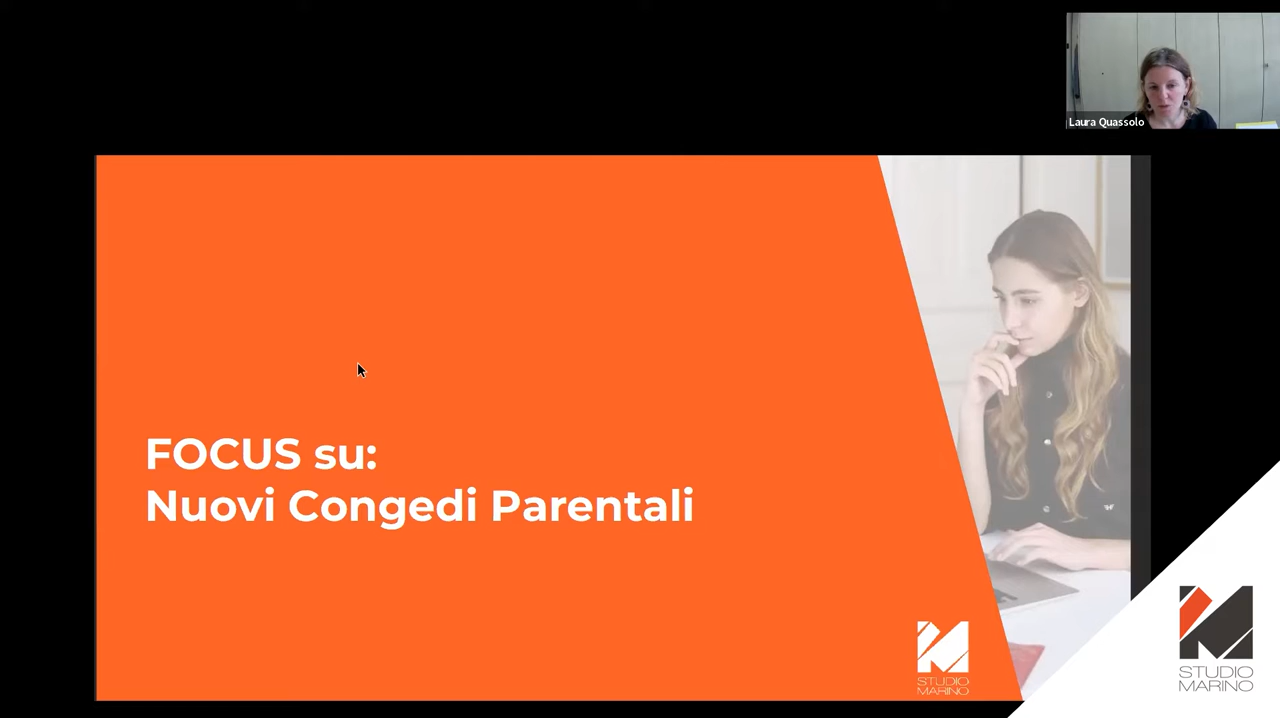 Laura Quassolo
FOCUS su:
Nuovi Congedi Parentali
STUDIO
MARINO
STUDIO
MARINO